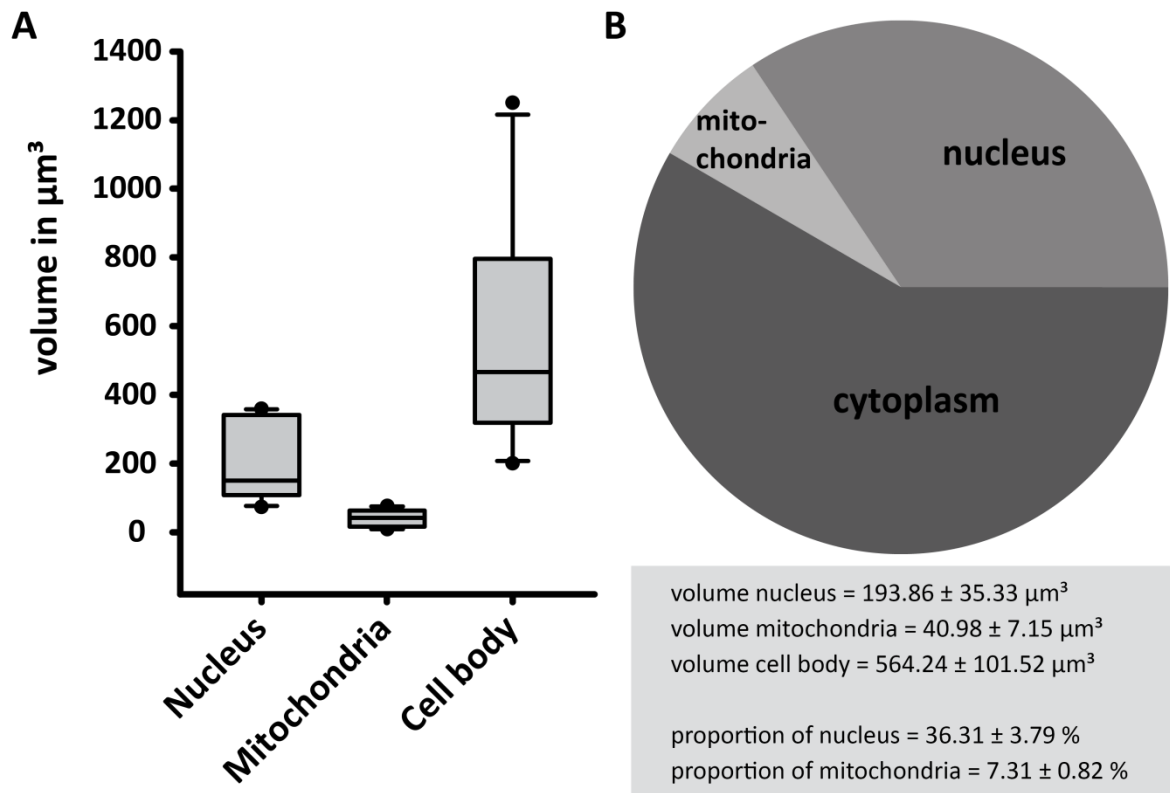 A
1400
1200
1000
800
600
400
200
0
volume in µm³
Nucleus
Mitochondria
Cell body
B
mito-
chondria
nucleus
cytoplasm
volume nucleus = 193.86 ± 35.33 µm³
volume mitochondria = 40.98 ± 7.15 µm³
volume cell body = 564.24 ± 101.52 µm³
proportion of nucleus = 36.31 ± 3.79 %
proportion of mitochondria = 7.31 ± 0.82 %